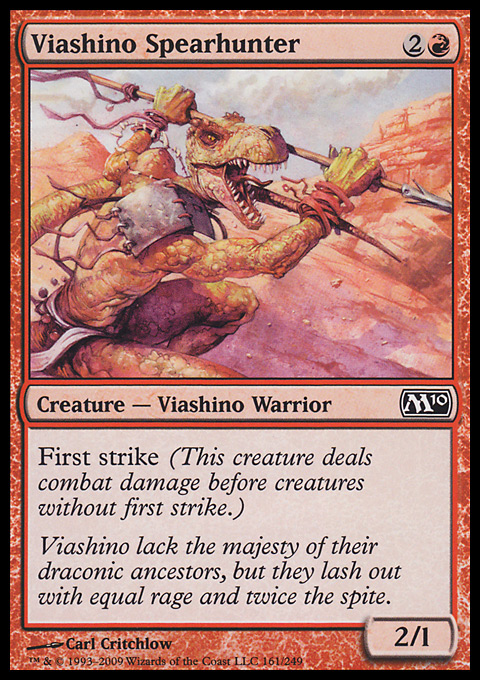 Viashino Spearhunter 2
Creature — Viashino Warrior M10
First strike (This creature deals
combat damage before creatures
without first strike.)
Viashino lack the majesty of their
draconic ancestors, but they lash out
with equal rage and twice the spite.
Carl Critchlow
2/1
™ & © 1993–2009 Wizards of the Coast LLC 161/249